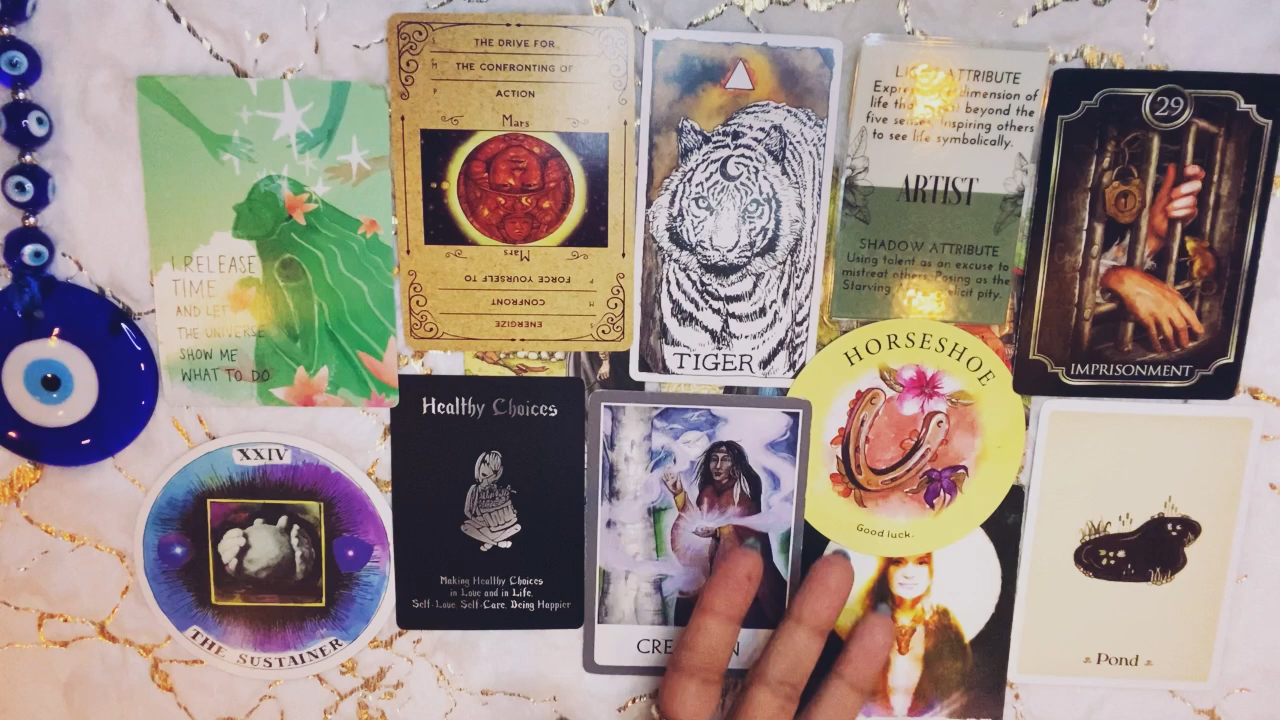 I RELEASE
TIME
AND LET
THE UNIVERSE
SHOW ME
WHAT TO DO
THE DRIVE FOR
THE CONFRONTING OF
ACTION
Mars
Mars
FORCE YOURSELF TO
CONFRONT
ENERGIZE
TIGER
ATTRIBUTE
dimension of
life beyond the
five inspiring others
to see life symbolically.
ARTIST
SHADOW ATTRIBUTE
Using talent as an excuse to
mistreat others. Posing as the
Starving elicit pity.
29
IMPRISONMENT
XXIV
THE SUSTAINER
Healthy Choices
Making Healthy Choices
in Love and in Life.
Self-Love, Self-Care, Being Happier
HORSESHOE
Good luck.
Pond